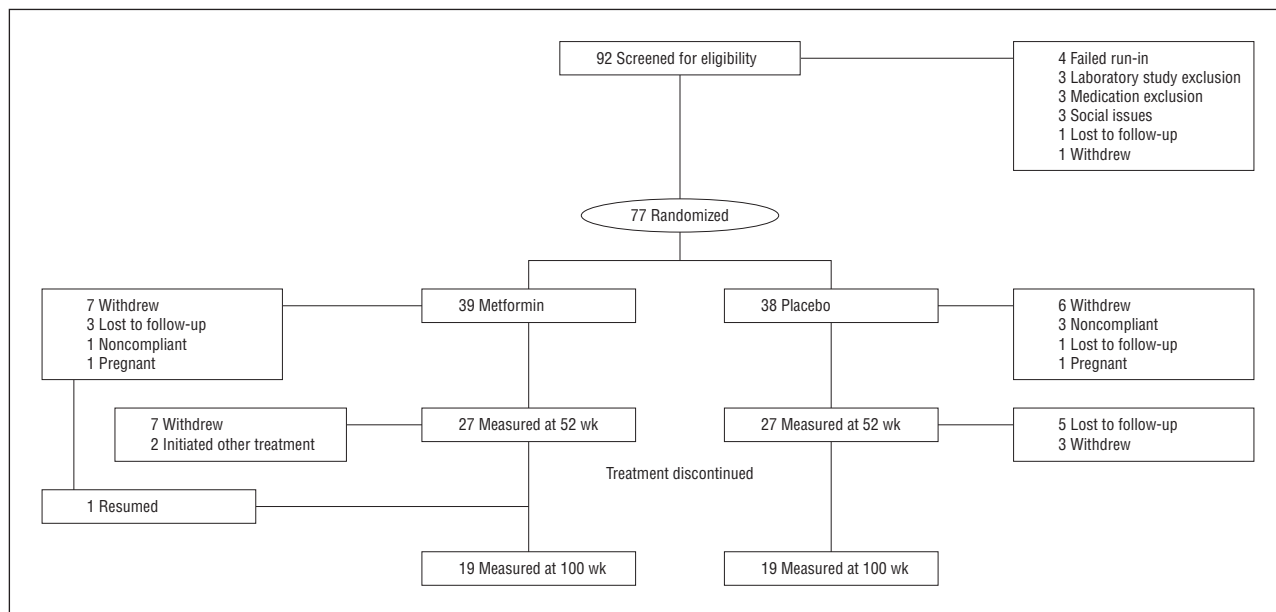 92 Screened for eligibility
4 Failed run-in
3 Laboratory study exclusion
3 Medication exclusion
3 Social issues
1 Lost to follow-up
1 Withdrew
77 Randomized
7 Withdrew
3 Lost to follow-up
1 Noncompliant
1 Pregnant
39 Metformin
38 Placebo
6 Withdrew
3 Noncompliant
1 Lost to follow-up
1 Pregnant
7 Withdrew
2 Initiated other treatment
27 Measured at 52 wk
27 Measured at 52 wk
5 Lost to follow-up
3 Withdrew
Treatment discontinued
1 Resumed
19 Measured at 100 wk
19 Measured at 100 wk